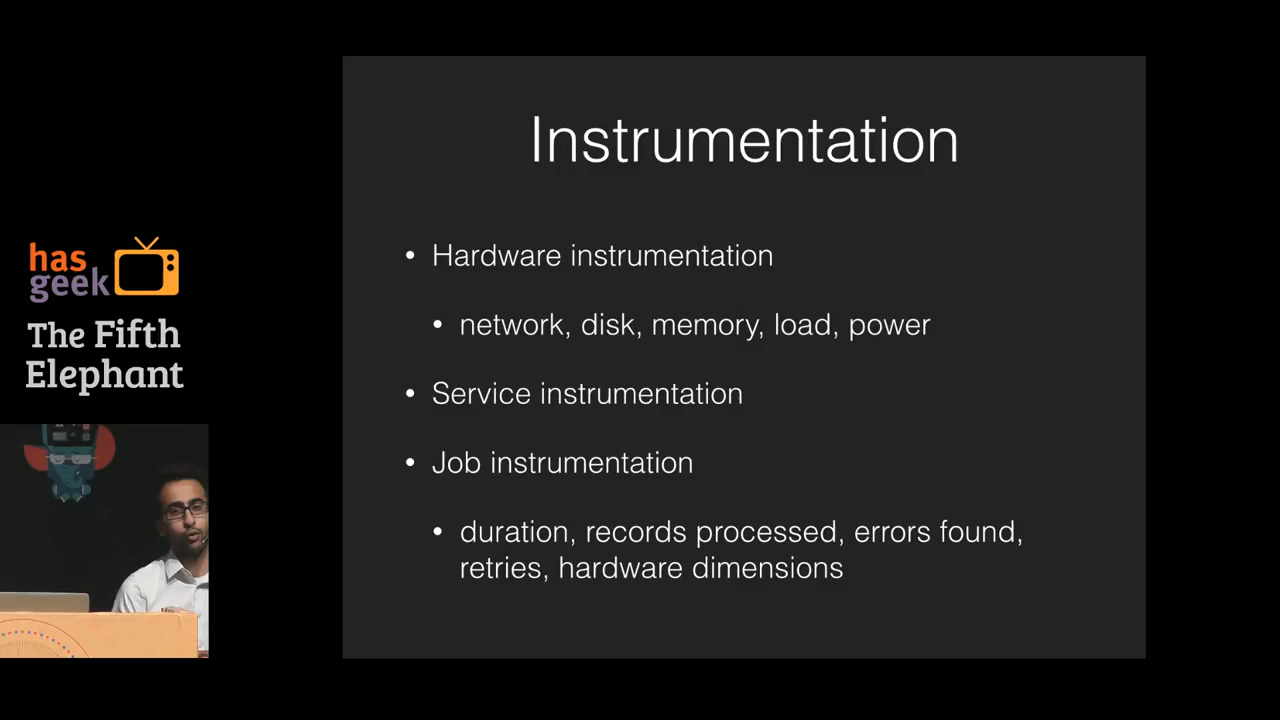 Instrumentation
• Hardware instrumentation
• network, disk, memory, load, power
• Service instrumentation
• Job instrumentation
• duration, records processed, errors found,
retries, hardware dimensions
has
geek
The Fifth
Elephant